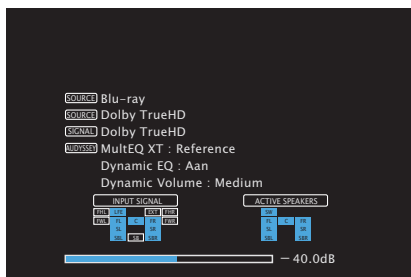 SOURCE Blu-ray
SOURCE Dolby TrueHD
SIGNAL Dolby TrueHD
AUDYSSEY MultEQ XT : Reference
Dynamic EQ : Aan
Dynamic Volume : Medium
INPUT SIGNAL ACTIVE SPEAKERS
FHL LFE EXT FHR SW
FWL FL C FR FWR FL C FR
SL SR SL SR
SBL SB SBR SBL SBR
- 40.0dB